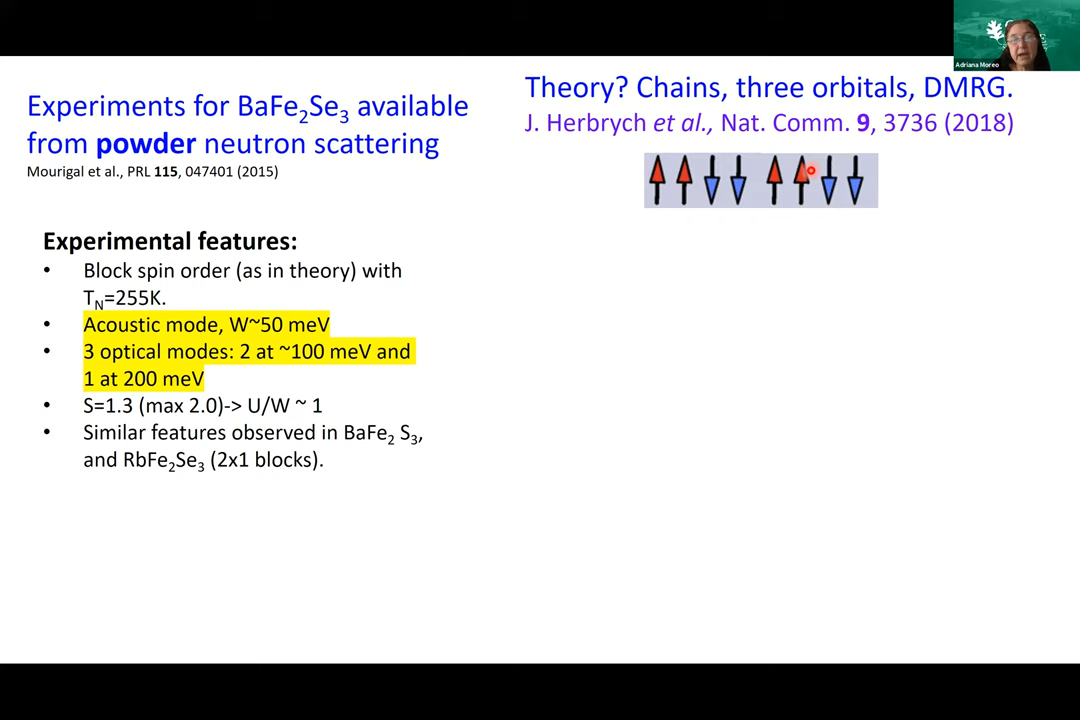 Adriana Moreo
Experiments for BaFe₂Se₃ available
from powder neutron scattering
Mourigal et al., PRL 115, 047401 (2015)
Experimental features:
• Block spin order (as in theory) with
T_N=255K.
• Acoustic mode, W~50 meV
• 3 optical modes: 2 at ~100 meV and
1 at 200 meV
• S=1.3 (max 2.0)-> U/W ~ 1
• Similar features observed in BaFe₂ S₃,
and RbFe₂Se₃ (2x1 blocks).
Theory? Chains, three orbitals, DMRG.
J. Herbrych et al., Nat. Comm. 9, 3736 (2018)